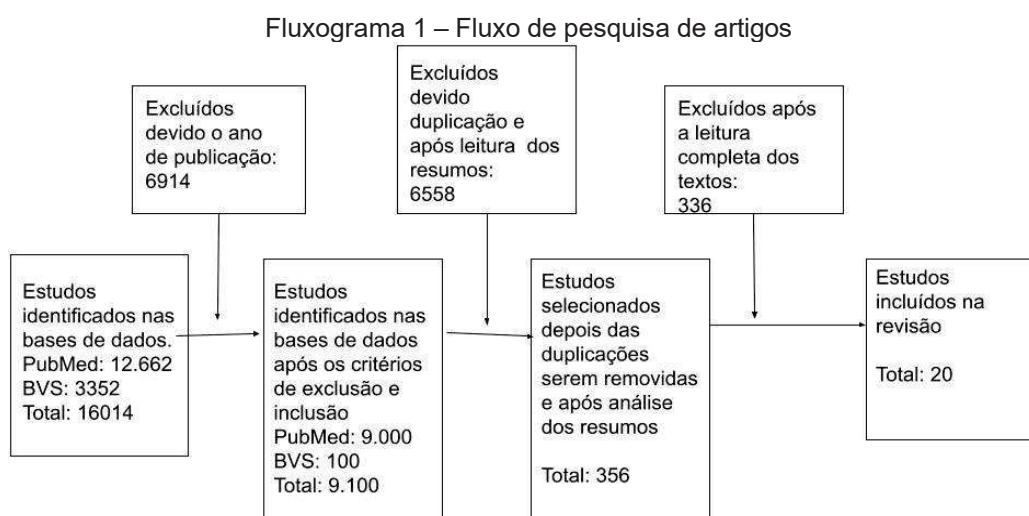 Fluxograma 1 – Fluxo de pesquisa de artigos
Excluídos
devido o ano
de publicação:
6914
Excluídos
devido
duplicação e
após leitura dos
resumos:
6558
Excluídos após
a leitura
completa dos
textos:
336
Estudos
identificados nas
bases de dados.
PubMed: 12.662
BVS: 3352
Total: 16014
Estudos
identificados nas
bases de dados
após os critérios
de exclusão e
inclusão
PubMed: 9.000
BVS: 100
Total: 9.100
Estudos
selecionados
depois das
duplicações
serem removidas
e após análise
dos resumos
Total: 356
Estudos
incluídos na
revisão
Total: 20